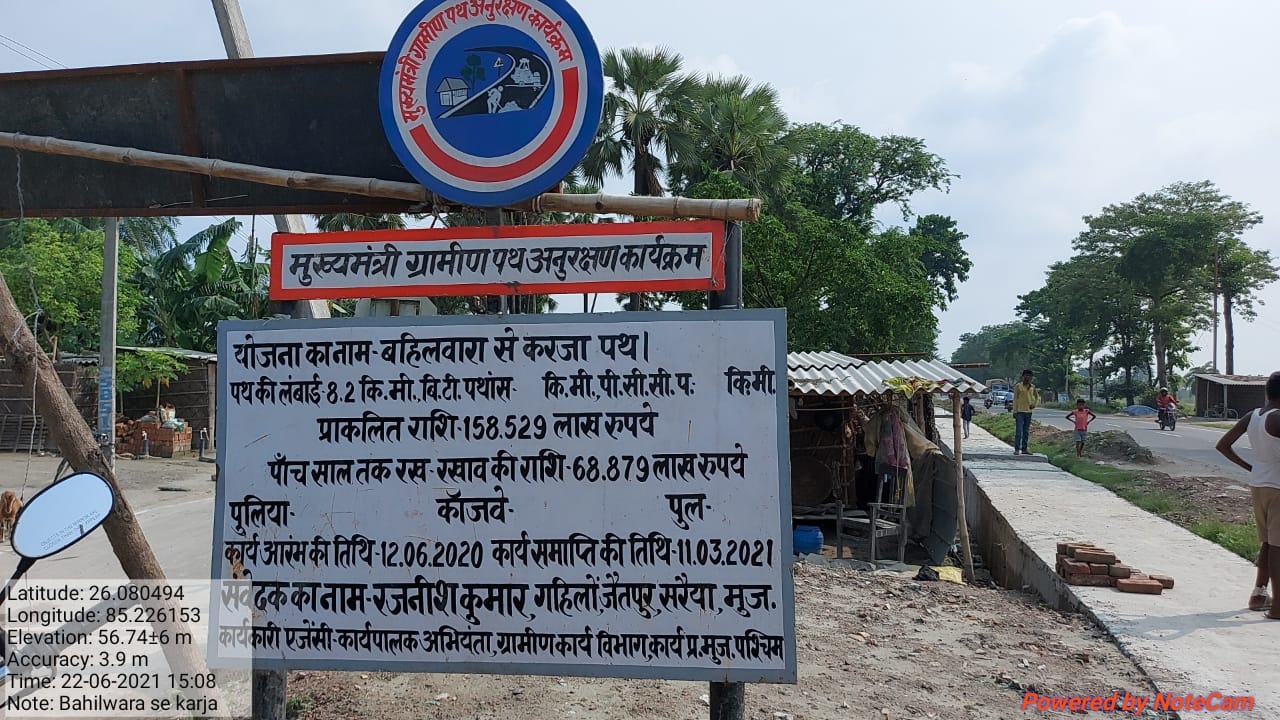 मुख्यमंत्री ग्रामीण पथ अनुरक्षण कार्यक्रम
मुख्यमंत्री ग्रामीण पथ अनुरक्षण कार्यक्रम
योजना का नाम-बहिलवारा से करजा पथ।
पथ की लंबाई-8.2 कि.मी.,बि.टी. पथांस- कि.मी.,पी.सी.सी.प: कि.मी.
प्राकलित राशि-158.529 लाख रुपये
पाँच साल तक रख-रखाव की राशि-68.879 लाख रुपये
पुलिया- कॉजवे- पुल-
कार्य आरंम की तिथि-12.06.2020 कार्य समाप्ति की तिथि-11.03.2021
संवेदक का नाम-रजनीश कुमार, गहिलों,जैतपुर, सरैया, मुज.
कार्यकारी एजेंसी-कार्यपालक अभियंता,ग्रामीण कार्य विभाग,कार्य प्र.मुज.पश्चिम
Latitude: 26.080494
Longitude: 85.226153
Elevation: 56.74±6 m
Accuracy: 3.9 m
Time: 22-06-2021 15:08
Note: Bahilwara se karja
Powered by NoteCam